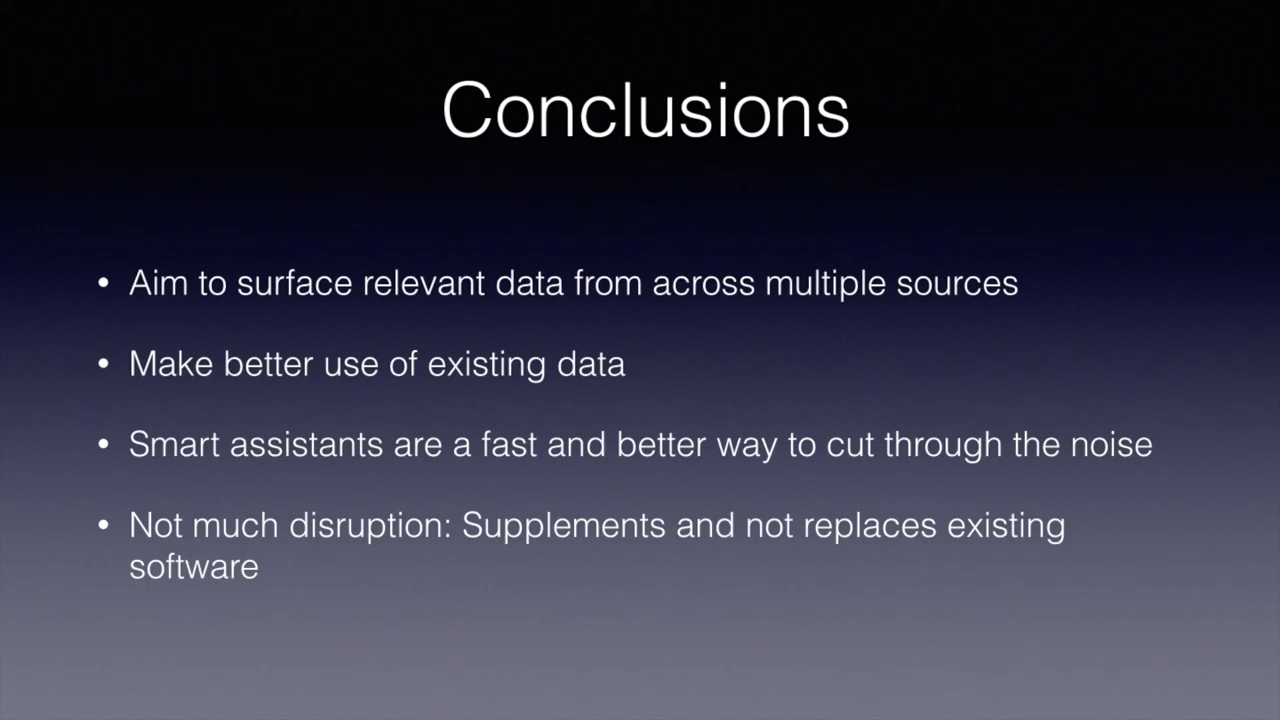 Conclusions
• Aim to surface relevant data from across multiple sources
• Make better use of existing data
• Smart assistants are a fast and better way to cut through the noise
• Not much disruption: Supplements and not replaces existing
software